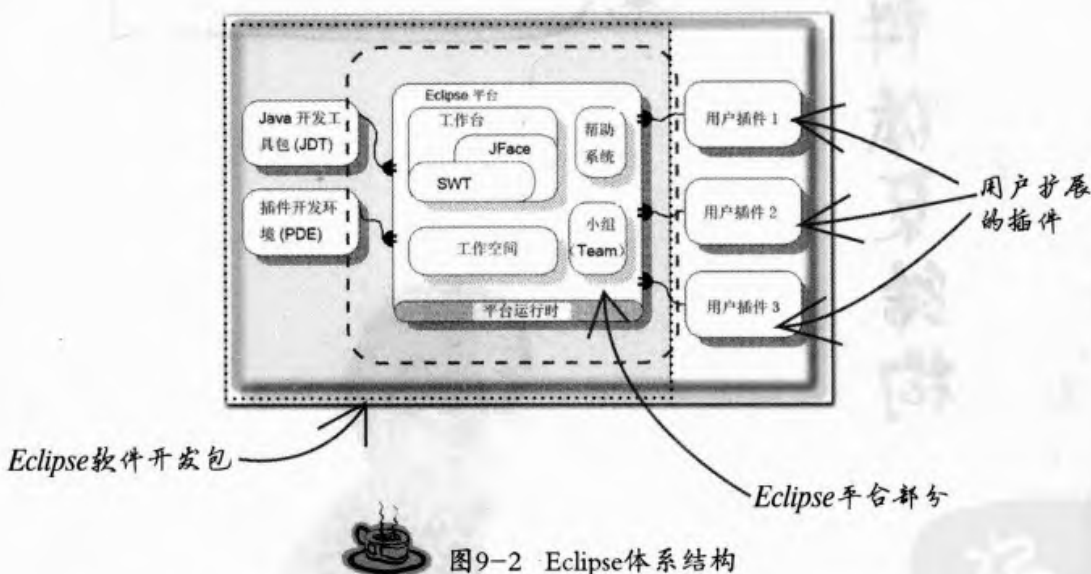 Eclipse 平台
工作台
JFace
SWT
工作空间
帮助
系统
小组
(Team)
平台运行时
Java 开发工
具包 (JDT)
插件开发环
境 (PDE)
用户插件 1
用户插件 2
用户插件 3
用户扩展
的插件
Eclipse软件开发包
Eclipse平台部分
图9-2 Eclipse体系结构